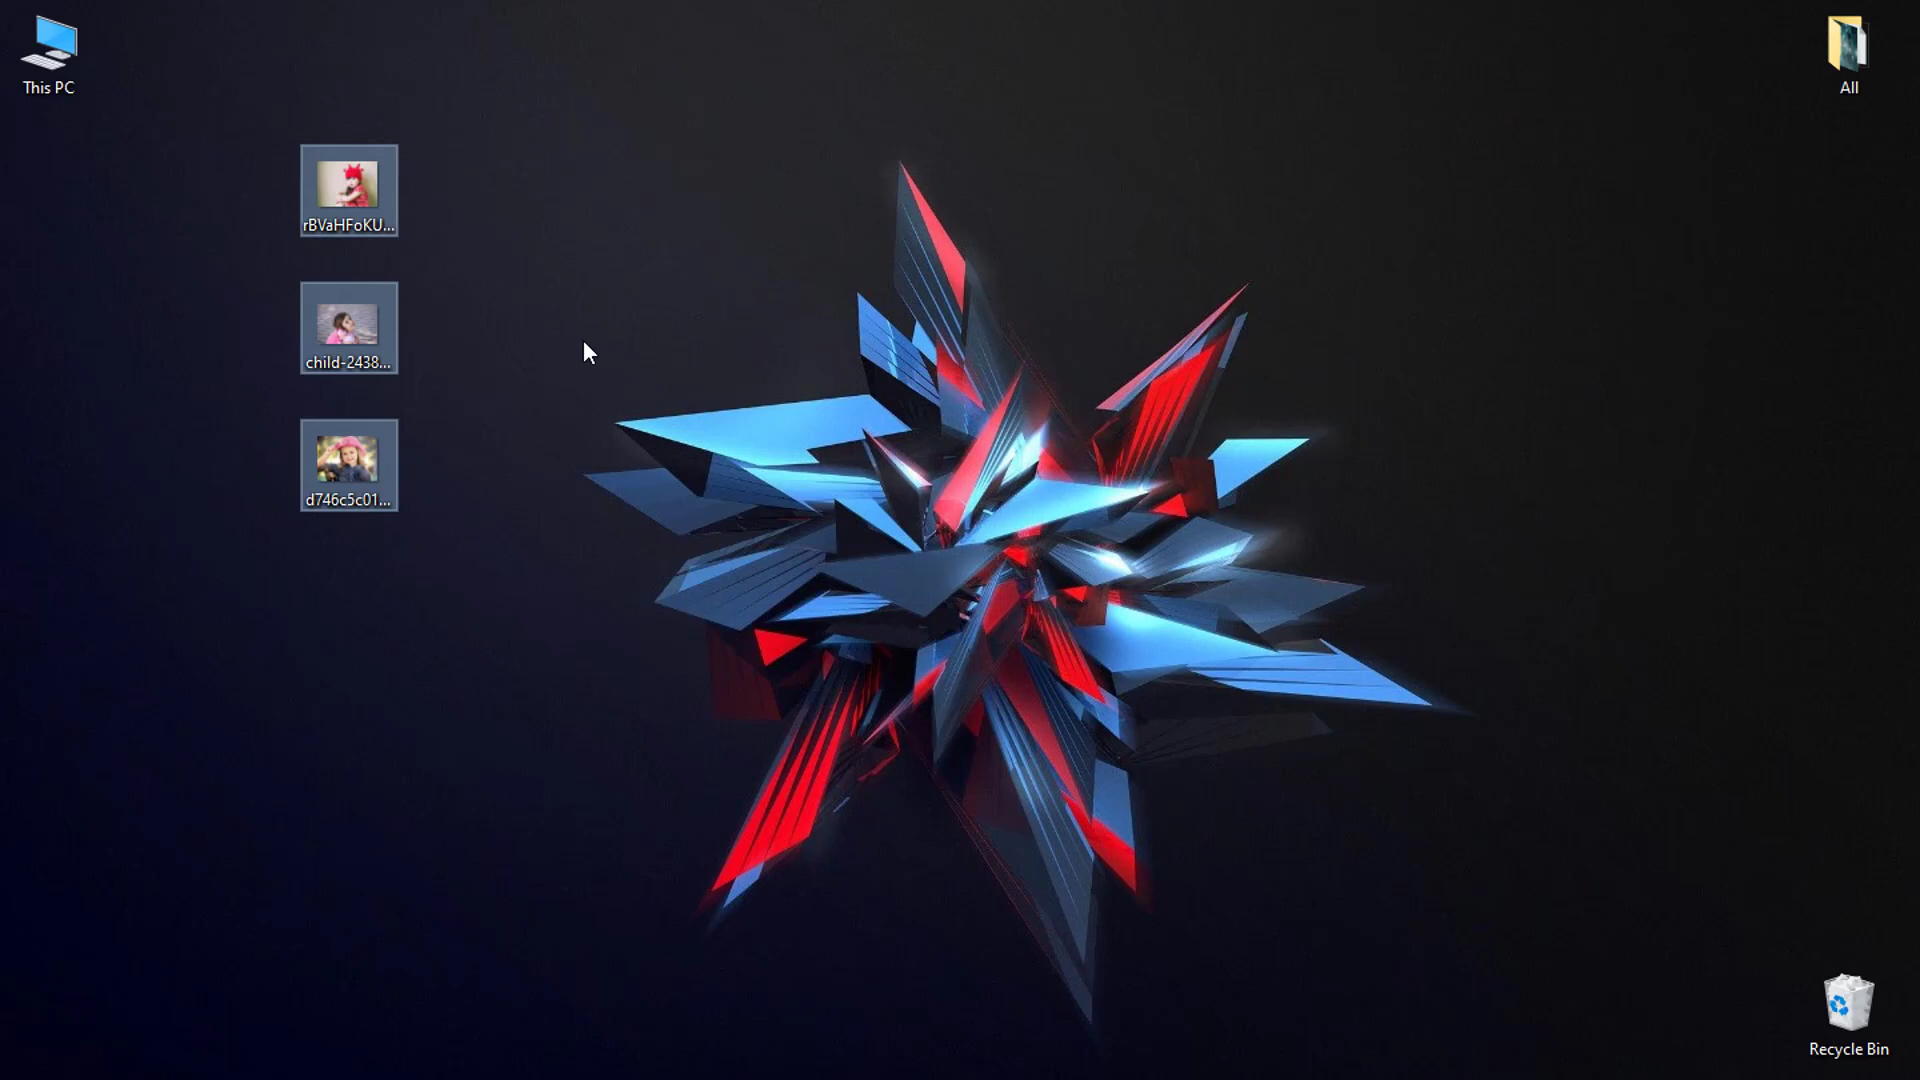 This PC
All
rBVaHFoKU...
child-2438...
d746c5c01...
Recycle Bin